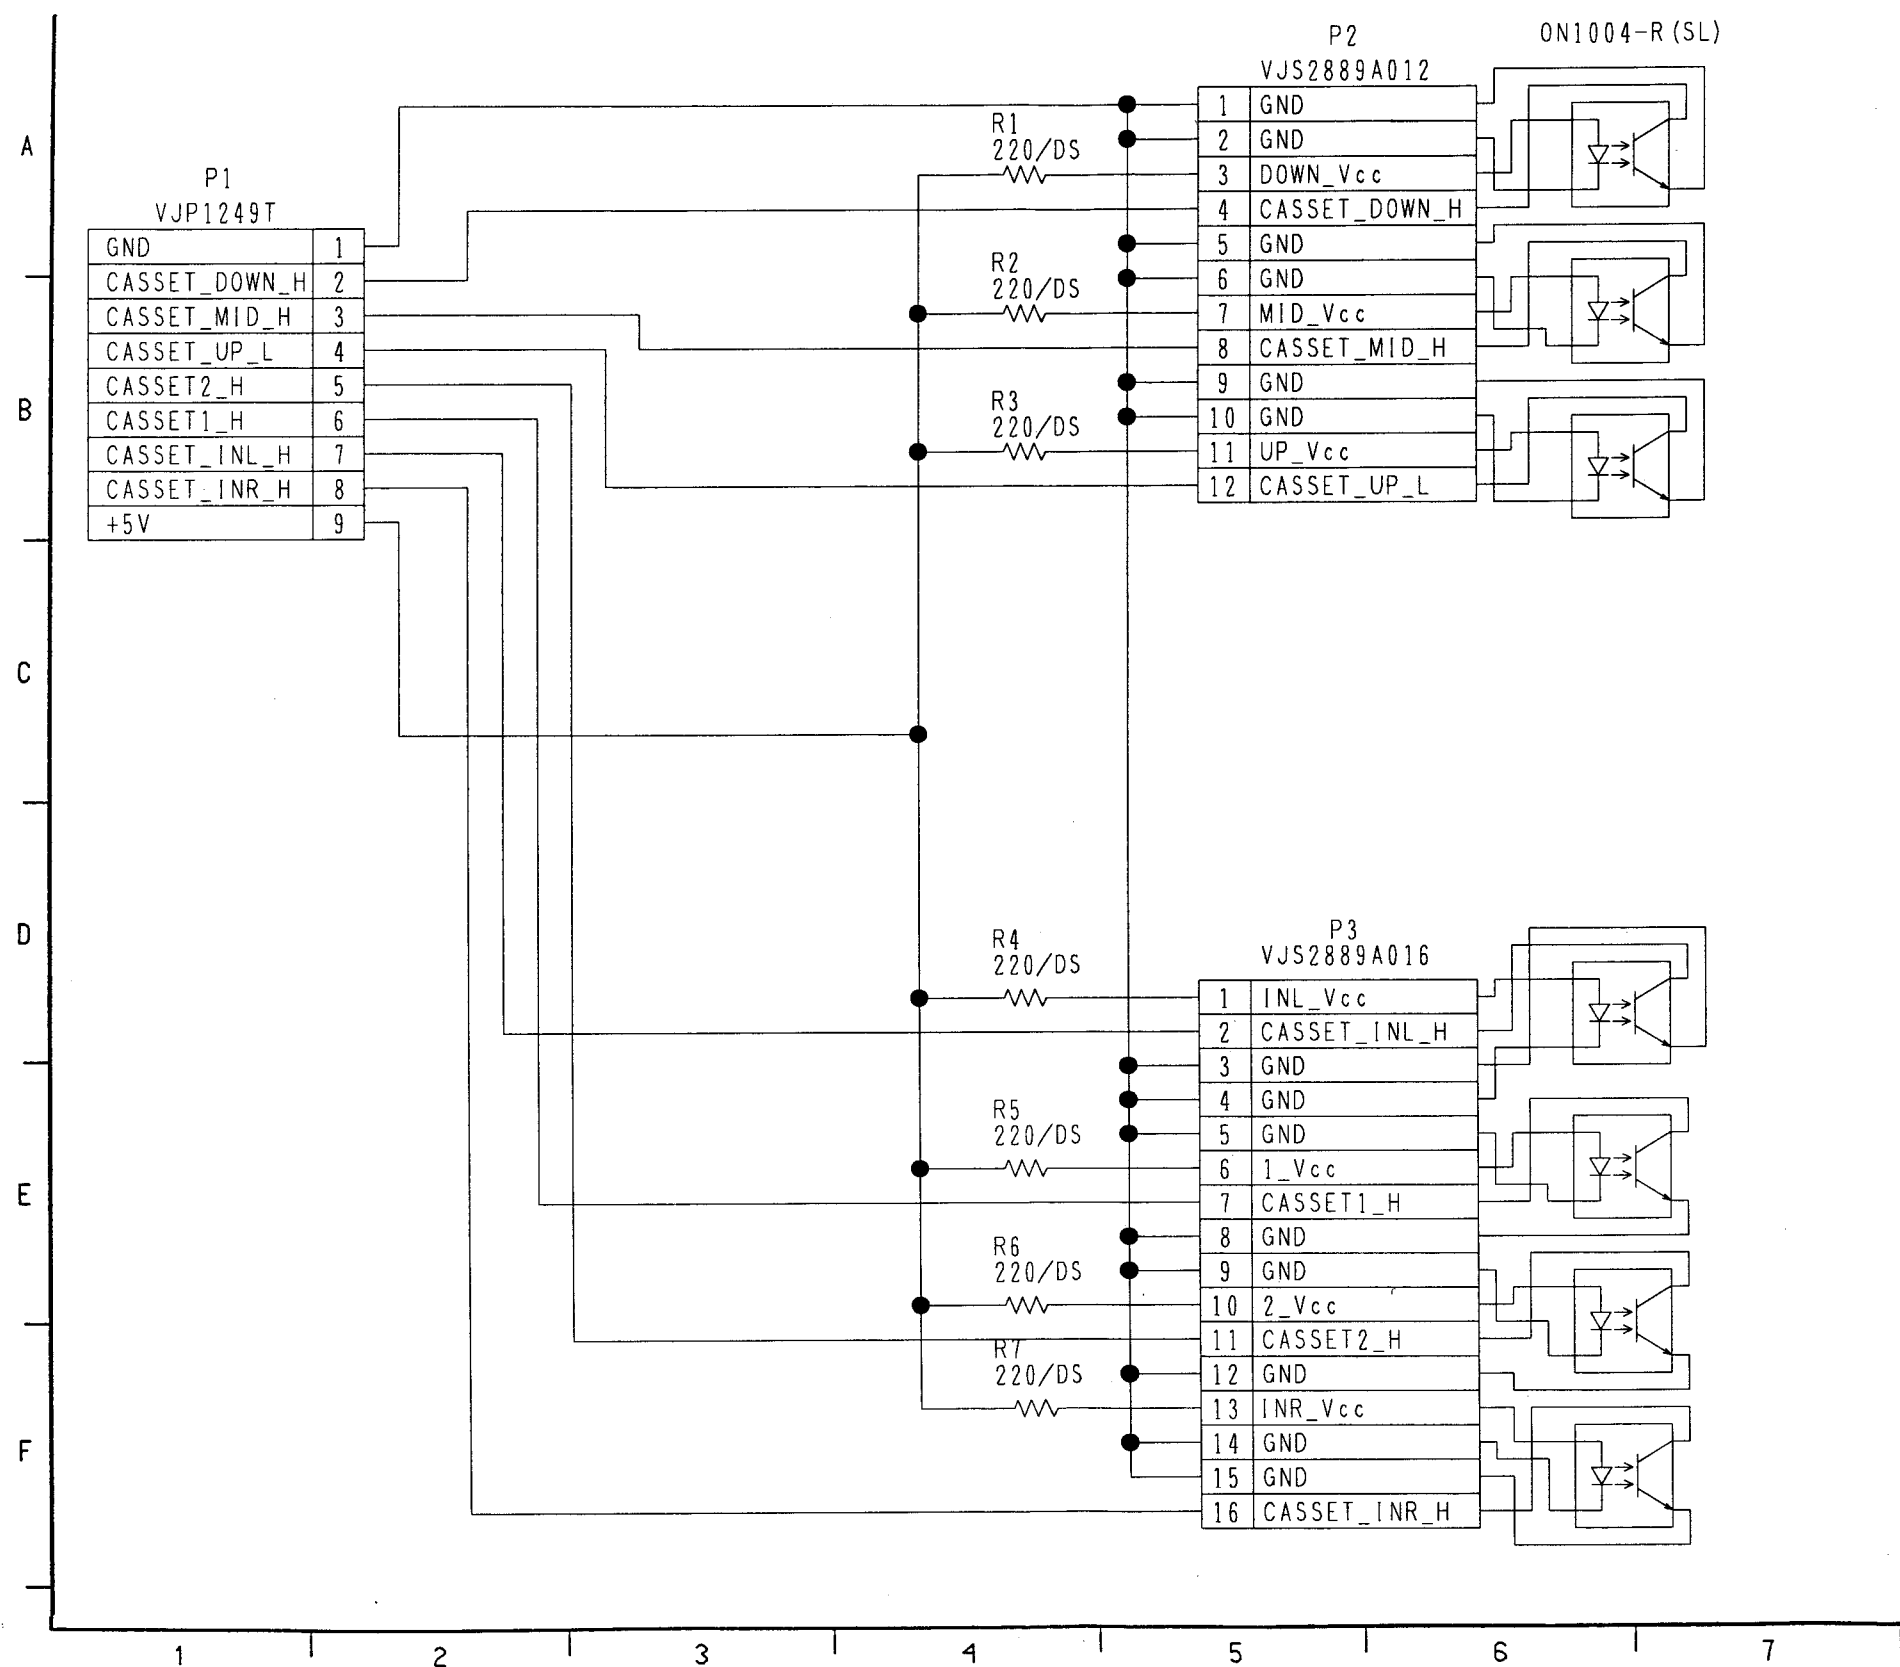 P2
ON1004-R(SL)
VJS2889A012
1 GND
2 GND
3 DOWN_Vcc
4 CASSET_DOWN_H
5 GND
6 GND
7 MID_Vcc
8 CASSET_MID_H
9 GND
10 GND
11 UP_Vcc
12 CASSET_UP_L
R1
220/DS
R2
220/DS
R3
220/DS
P1
VJP1249T
GND 1
CASSET_DOWN_H 2
CASSET_MID_H 3
CASSET_UP_L 4
CASSET2_H 5
CASSET1_H 6
CASSET_INL_H 7
CASSET_INR_H 8
+5V 9
R4
220/DS
R5
220/DS
R6
220/DS
R7
220/DS
P3
VJS2889A016
1 INL_Vcc
2 CASSET_INL_H
3 GND
4 GND
5 GND
6 1_Vcc
7 CASSET1_H
8 GND
9 GND
10 2_Vcc
11 CASSET2_H
12 GND
13 INR_Vcc
14 GND
15 GND
16 CASSET_INR_H
A
B
C
D
E
F
1 2 3 4 5 6 7